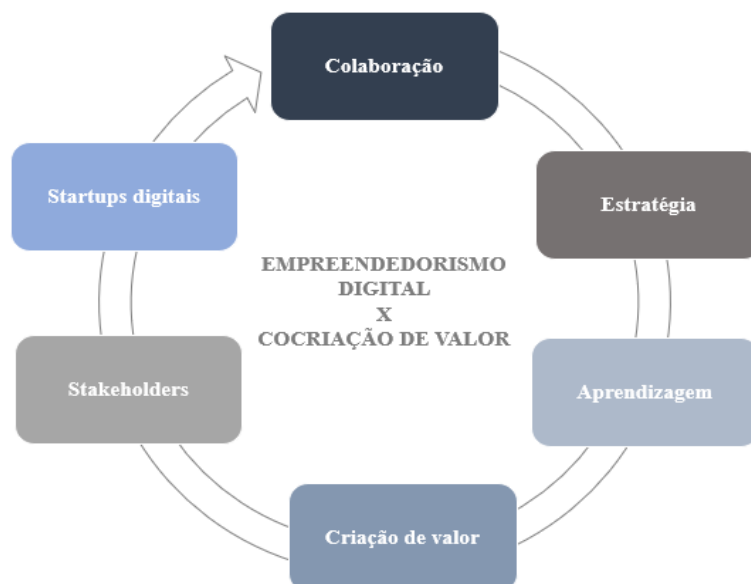 Colaboração
Estratégia
Aprendizagem
Criação de valor
Stakeholders
Startups digitais
EMPREENDEDORISMO
DIGITAL
X
COCRIAÇÃO DE VALOR